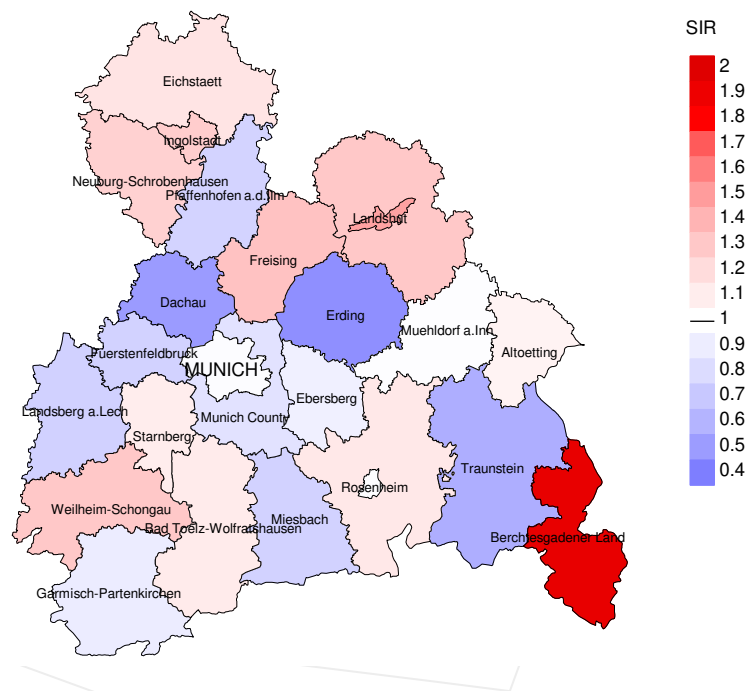 SIR
2
1.9
1.8
1.7
1.6
1.5
1.4
1.3
1.2
1.1
1
0.9
0.8
0.7
0.6
0.5
0.4
Eichstaett
Ingolstadt
Neuburg-Schrobenhausen
Pfaffenhofen a.d.Ilm
Landshut
Freising
Dachau
Erding
Muehldorf a.Inn
Altoetting
Fuerstenfeldbruck
MUNICH
Ebersberg
Landsberg a.Lech
Munich County
Starnberg
Traunstein
Rosenheim
Weilheim-Schongau
Miesbach
Bad Toelz-Wolfratshausen
Berchtesgadener Land
Garmisch-Partenkirchen